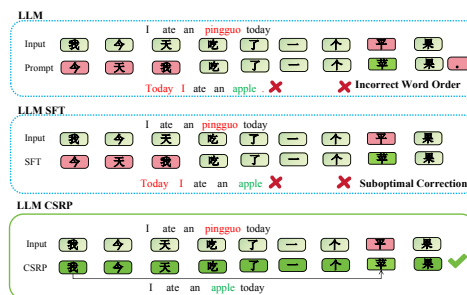 LLM
I ate an pingguo today
Input 我 今 天 吃 了 一 个 平 果
Prompt 今 天 我 吃 了 一 个 苹 果 .
Today I ate an apple . Incorrect Word Order
LLM SFT
I ate an pingguo today
Input 我 今 天 吃 了 一 个 平 果
SFT 今 天 我 吃 了 一 个 苹 果
Today I ate an apple Suboptimal Correction
LLM CSRP
I ate an pingguo today
Input 我 今 天 吃 了 一 个 平 果
CSRP 我 今 天 吃 了 一 个 苹 果
I ate an apple today